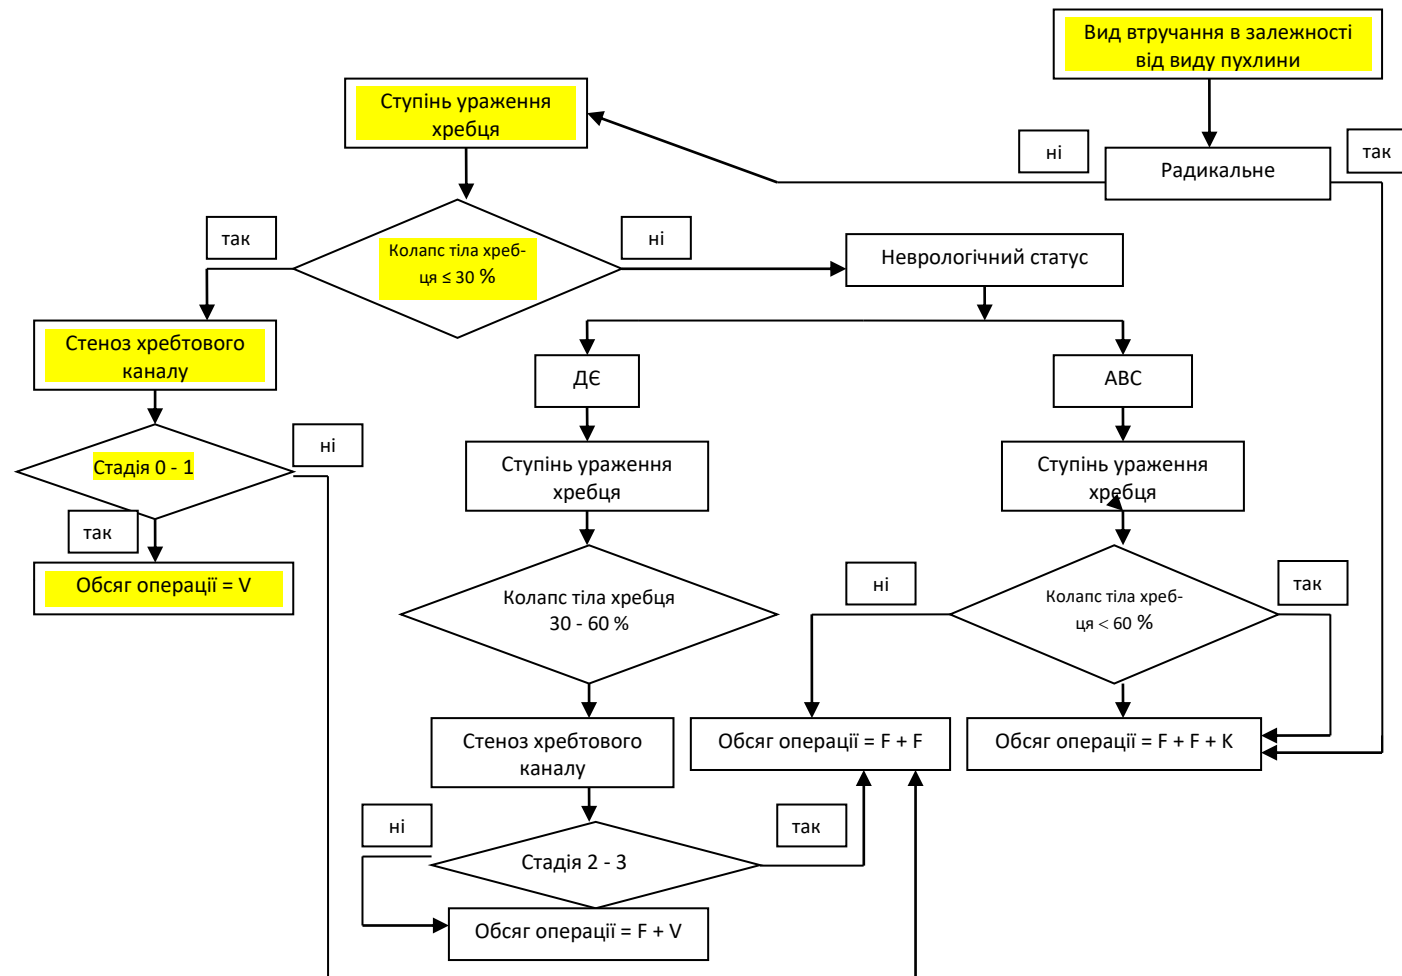 Вид втручання в залежності
від виду пухлини
Ступінь ураження
хребця
ні
так
Радикальне
так
ні
Колапс тіла хреб-
ця ≤ 30 %
Неврологічний статус
Стеноз хребтового
каналу
ДЄ
АВС
ні
Стадія 0 - 1
Ступінь ураження
хребця
Ступінь ураження
хребця
так
Обсяг операції = V
Колапс тіла хребця
30 - 60 %
ні
Колапс тіла хреб-
ця < 60 %
так
Стеноз хребтового
каналу
Обсяг операції = F + F
Обсяг операції = F + F + K
ні
так
Стадія 2 - 3
Обсяг операції = F + V